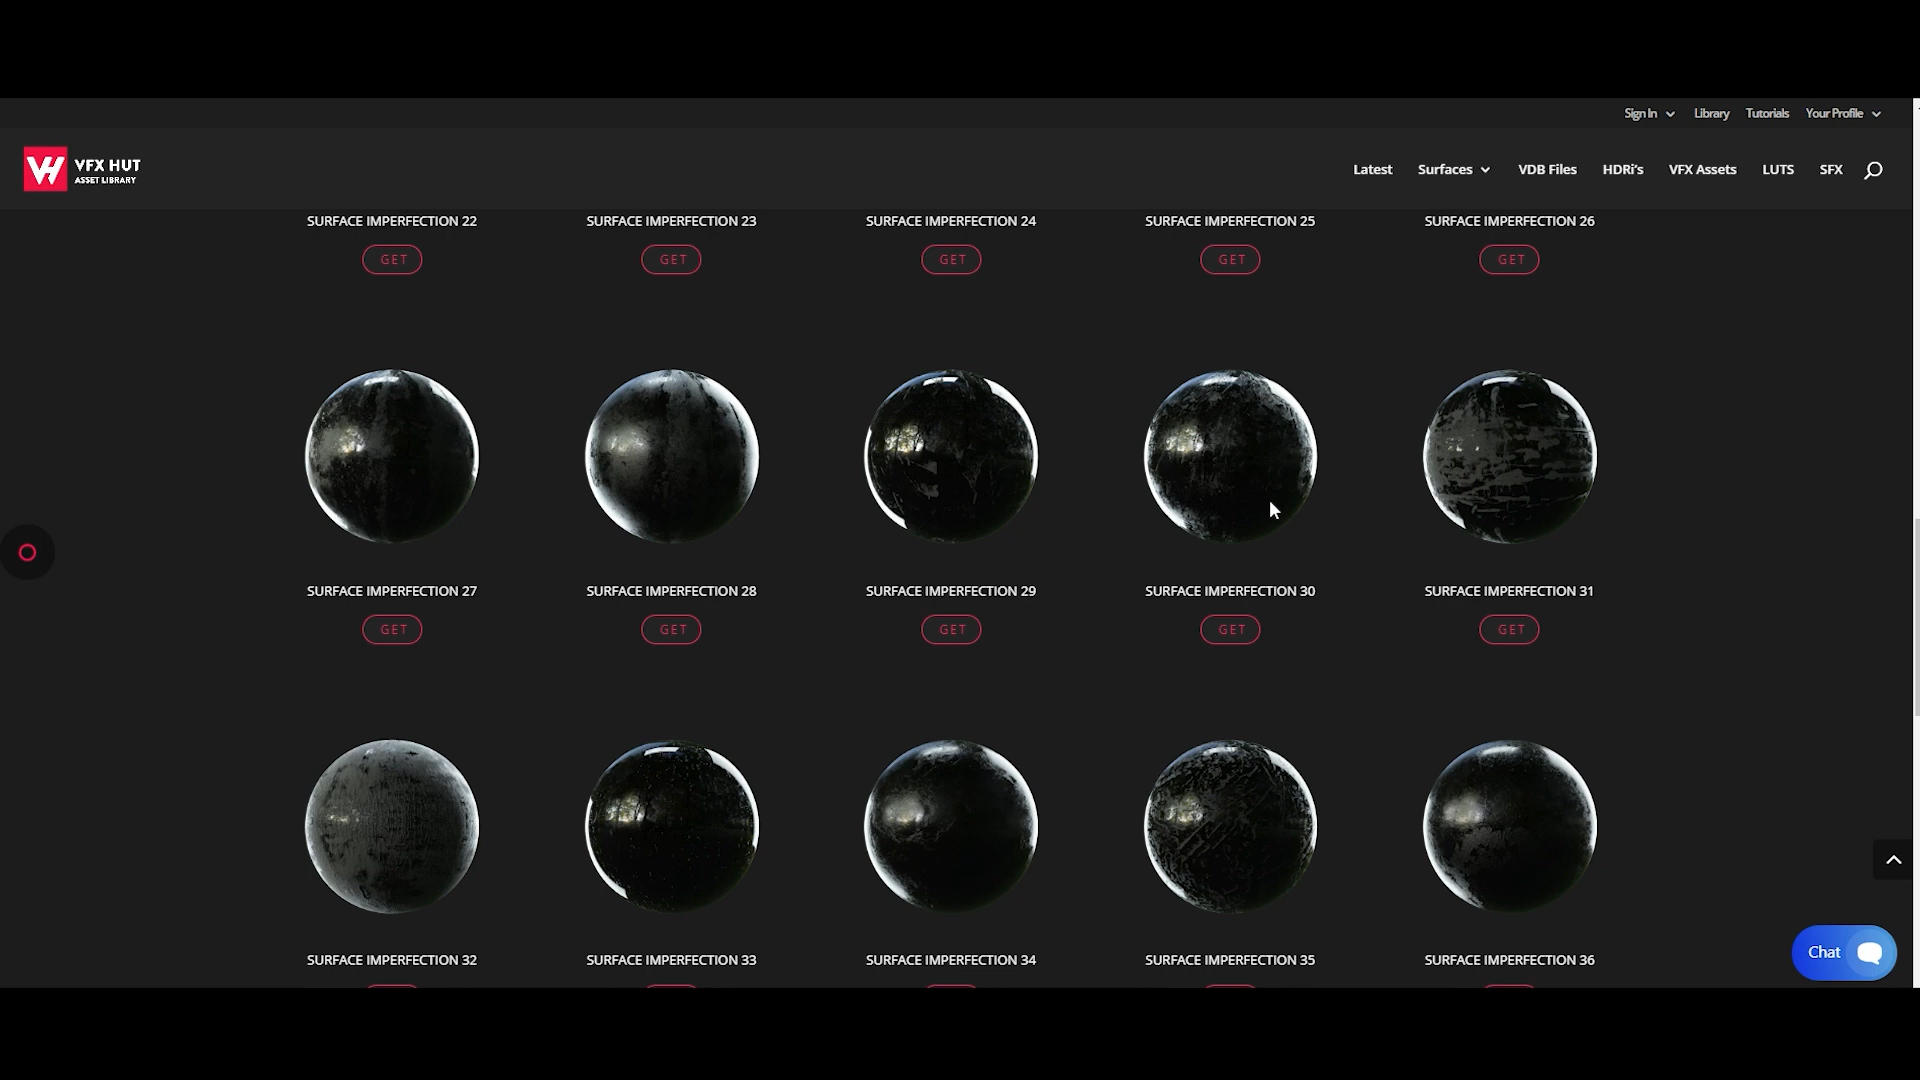 Sign In
Library
Tutorials
Your Profile
VFX HUT
ASSET LIBRARY
Latest
Surfaces
VDB Files
HDRi's
VFX Assets
LUTS
SFX
SURFACE IMPERFECTION 22
SURFACE IMPERFECTION 23
SURFACE IMPERFECTION 24
SURFACE IMPERFECTION 25
SURFACE IMPERFECTION 26
GET
GET
GET
GET
GET
SURFACE IMPERFECTION 27
SURFACE IMPERFECTION 28
SURFACE IMPERFECTION 29
SURFACE IMPERFECTION 30
SURFACE IMPERFECTION 31
GET
GET
GET
GET
GET
SURFACE IMPERFECTION 32
SURFACE IMPERFECTION 33
SURFACE IMPERFECTION 34
SURFACE IMPERFECTION 35
SURFACE IMPERFECTION 36
Chat